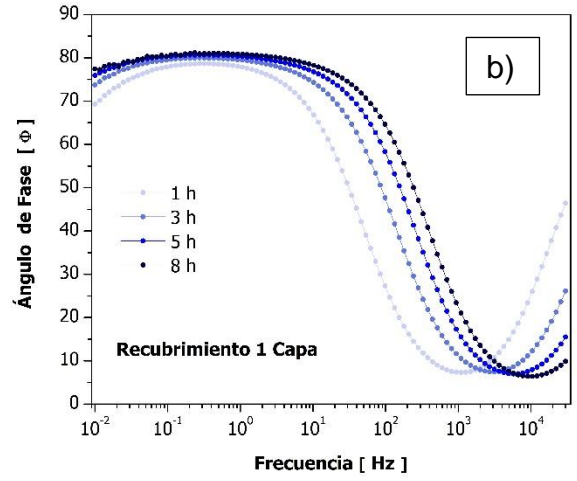 90
80
70
60
50
40
30
20
10
0
Ángulo de Fase [ Φ ]
b)
1 h
3 h
5 h
8 h
Recubrimiento 1 Capa
10⁻² 10⁻¹ 10⁰ 10¹ 10² 10³ 10⁴
Frecuencia [ Hz ]